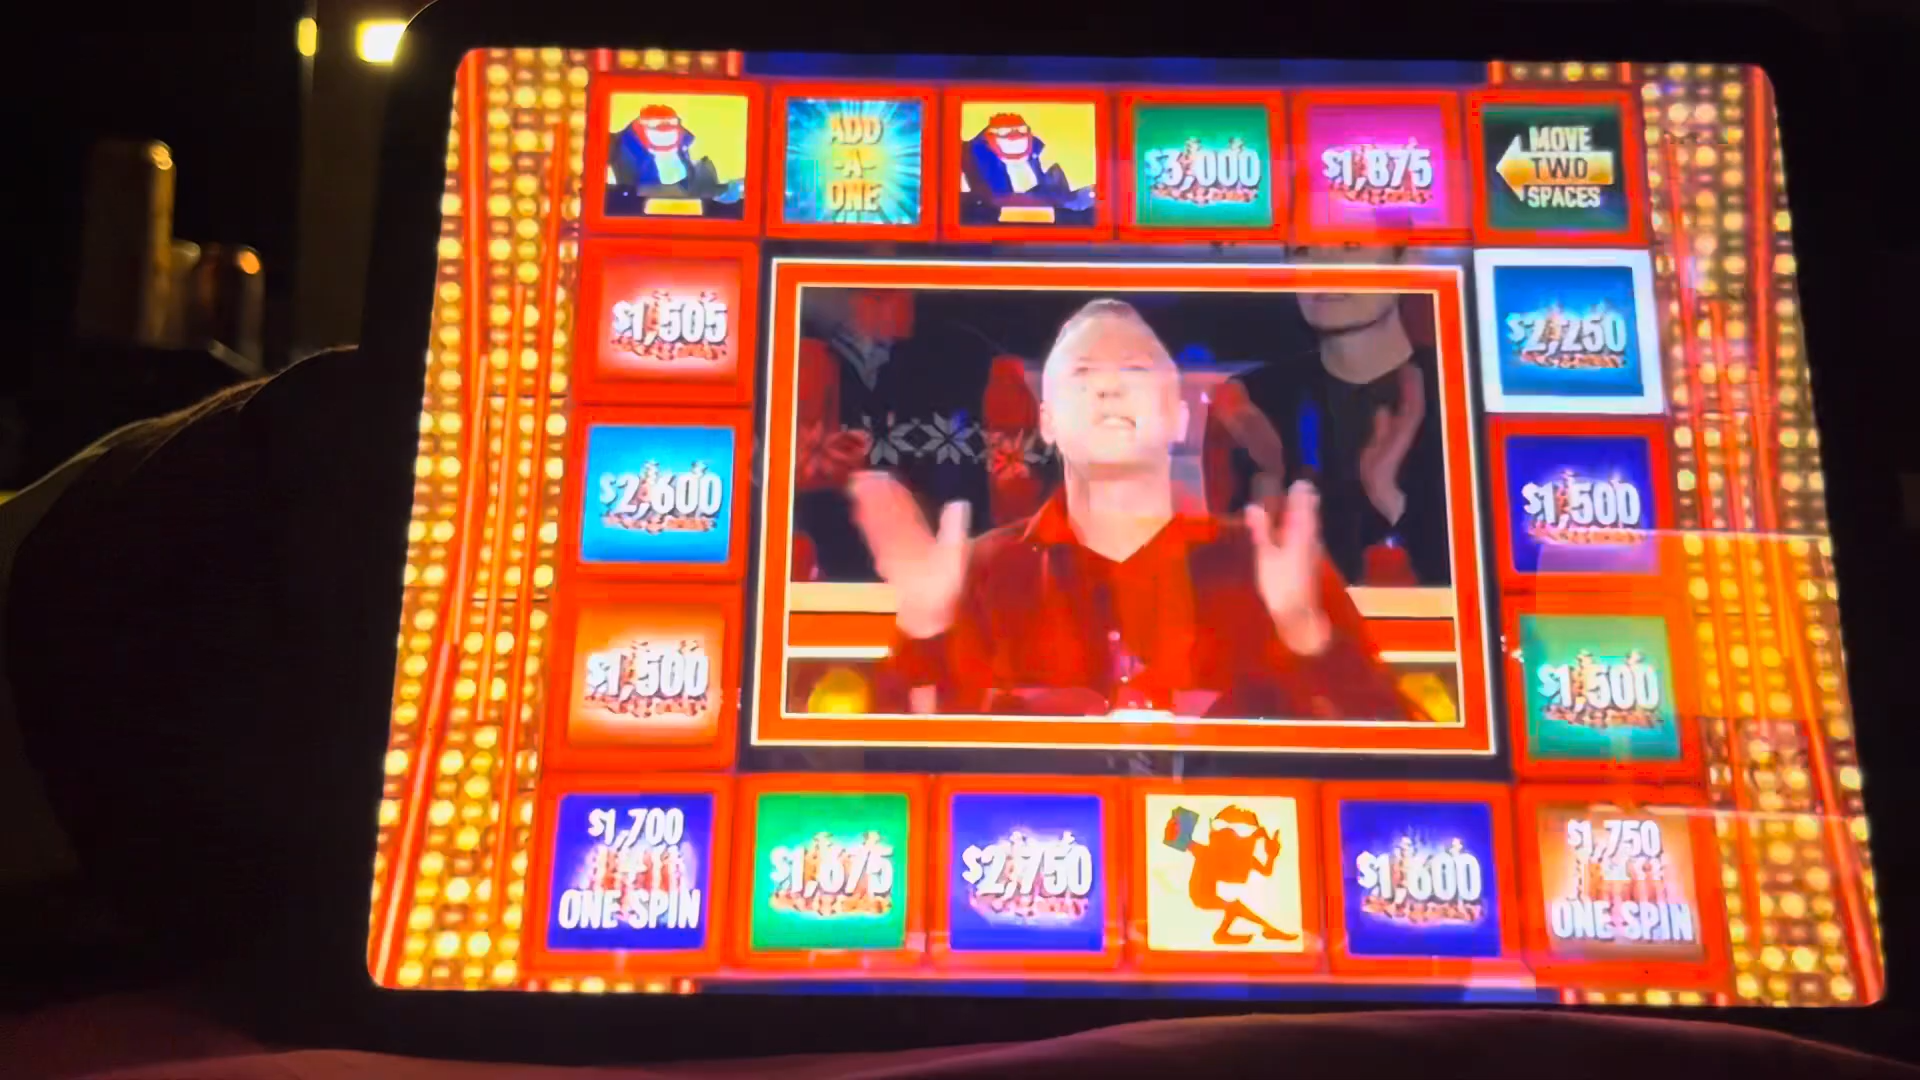 ADD
-A-
ONE
$3,000
$1,875
MOVE
TWO
SPACES
$1,505
$2,250
$2,600
$1,500
$1,500
$1,500
$1,700
+
ONE SPIN
$1,675
$2,750
$1,600
$1,750
+
ONE SPIN